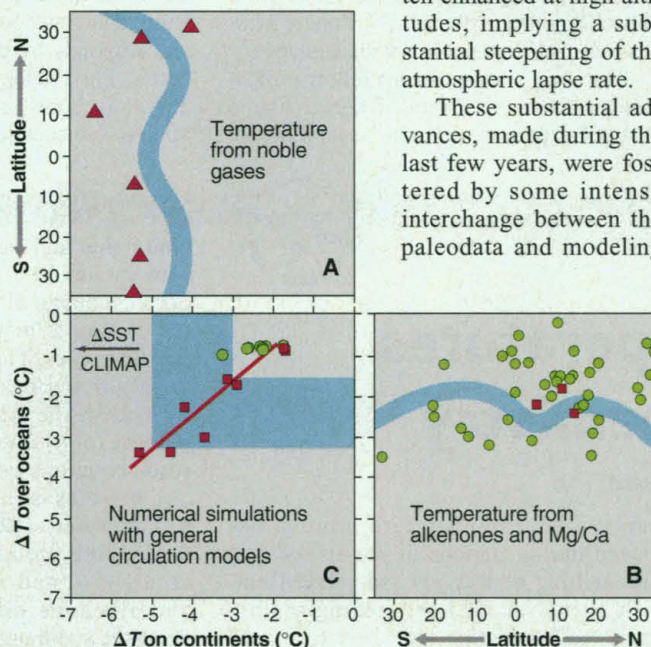 ten enhanced at high alti-
tudes, implying a sub-
stantial steepening of the
atmospheric lapse rate.
These substantial ad-
vances, made during the
last few years, were fos-
tered by some intense
interchange between the
paleodata and modeling
N
Latitude
S
30
20
10
0
10
20
30
Temperature
from noble
gases
A
ΔT over oceans (°C)
0
-1
-2
-3
-4
-5
-6
-7
ΔSST
CLIMAP
Numerical simulations
with general
circulation models
C
-7 -6 -5 -4 -3 -2 -1 0
ΔT on continents (°C)
Temperature from
alkenones and Mg/Ca
B
30 20 10 0 10 20 30
S Latitude N